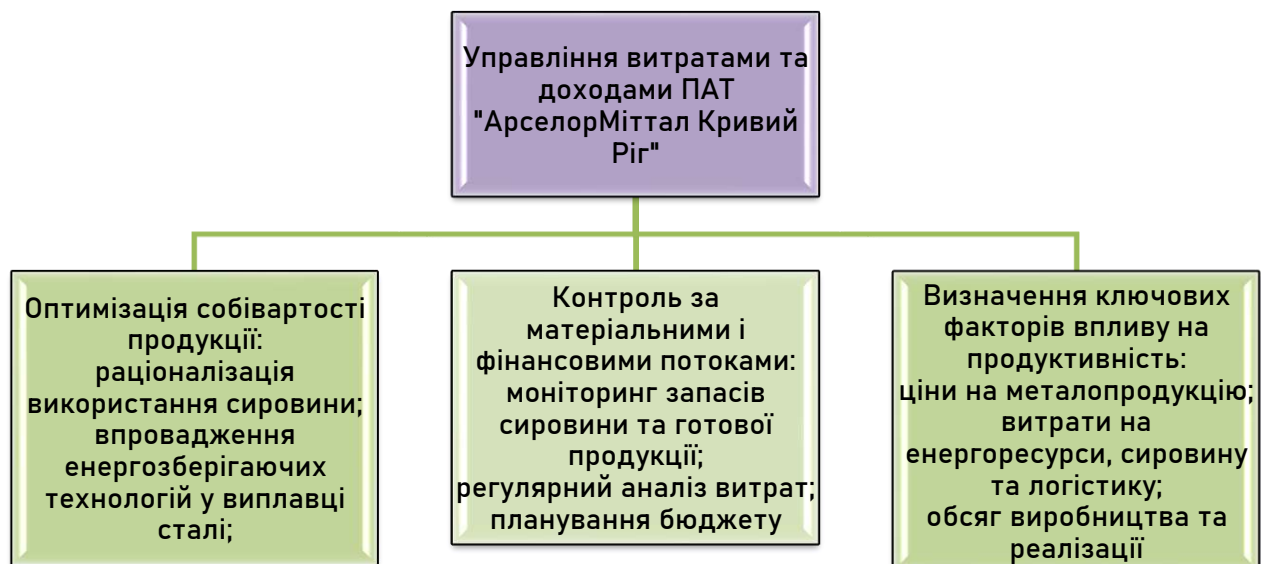 Управління витратами та
доходами ПАТ
"АрселорМіттал Кривий
Ріг"
Оптимізація собівартості
продукції:
раціоналізація
використання сировини;
впровадження
енергозберігаючих
технологій у виплавці
сталі;
Контроль за
матеріальними і
фінансовими потоками:
моніторинг запасів
сировини та готової
продукції;
регулярний аналіз витрат;
планування бюджету
Визначення ключових
факторів впливу на
продуктивність:
ціни на металопродукцію;
витрати на
енергоресурси, сировину
та логістику;
обсяг виробництва та
реалізації